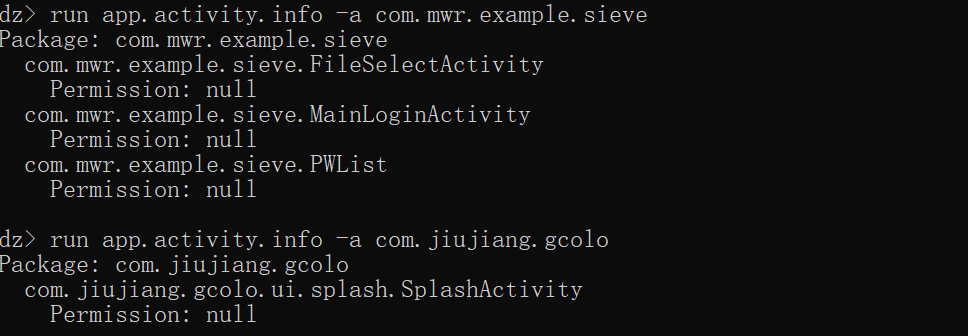 dz> run app.activity.info -a com.mwr.example.sieve
Package: com.mwr.example.sieve
  com.mwr.example.sieve.FileSelectActivity
    Permission: null
  com.mwr.example.sieve.MainLoginActivity
    Permission: null
  com.mwr.example.sieve.PWList
    Permission: null
dz> run app.activity.info -a com.jiujiang.gcolo
Package: com.jiujiang.gcolo
  com.jiujiang.gcolo.ui.splash.SplashActivity
    Permission: null